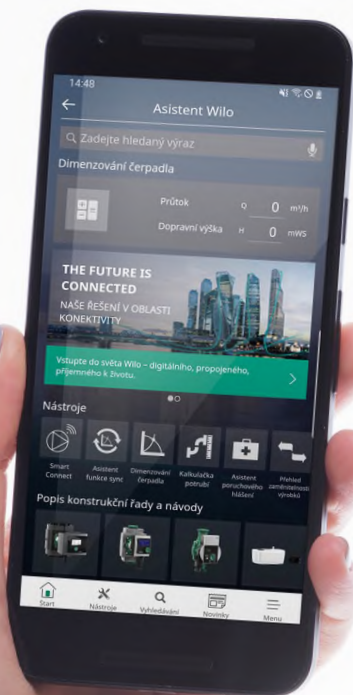 14:48
Asistent Wilo
Zadejte hledaný výraz
Dimenzování čerpadla
Průtok Q 0 m³/h
Dopravní výška H 0 mWS
THE FUTURE IS
CONNECTED
NAŠE ŘEŠENÍ V OBLASTI
KONEKTIVITY
Vstupte do světa Wilo – digitálního, propojeného,
příjemného k životu.
Nástroje
Smart
Connect
Asistent
funkce sync
Dimenzování
čerpadla
Kalkulačka
potrubí
Asistent
poruchového
hlášení
Přehled
zaměnitelnosti
výrobků
Popis konstrukční řady a návody
Start
Nástroje
Vyhledávání
Novinky
Menu